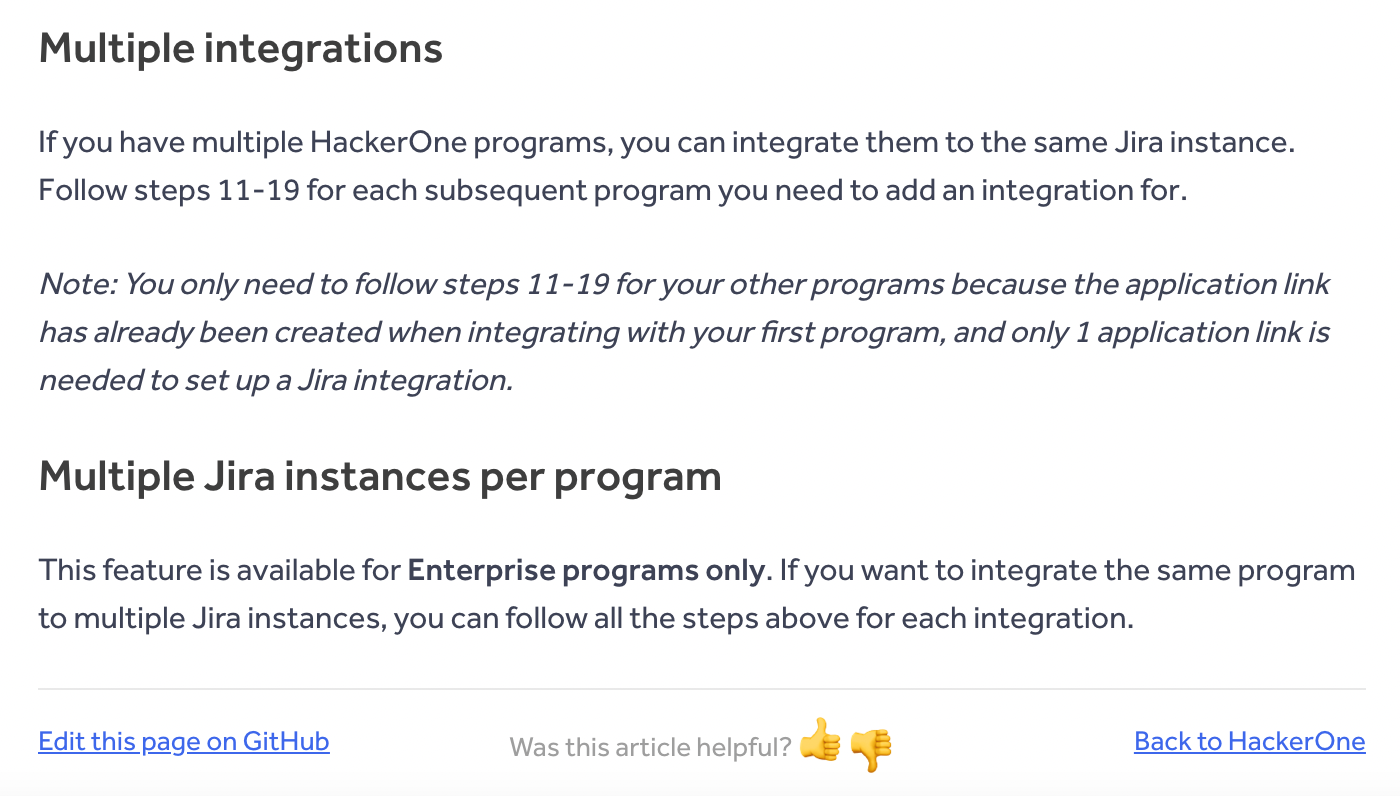 Multiple integrations
If you have multiple HackerOne programs, you can integrate them to the same Jira instance.
Follow steps 11-19 for each subsequent program you need to add an integration for.
Note: You only need to follow steps 11-19 for your other programs because the application link
has already been created when integrating with your first program, and only 1 application link is
needed to set up a Jira integration.
Multiple Jira instances per program
This feature is available for Enterprise programs only. If you want to integrate the same program
to multiple Jira instances, you can follow all the steps above for each integration.
Edit this page on GitHub
Was this article helpful? 👍 👎
Back to HackerOne